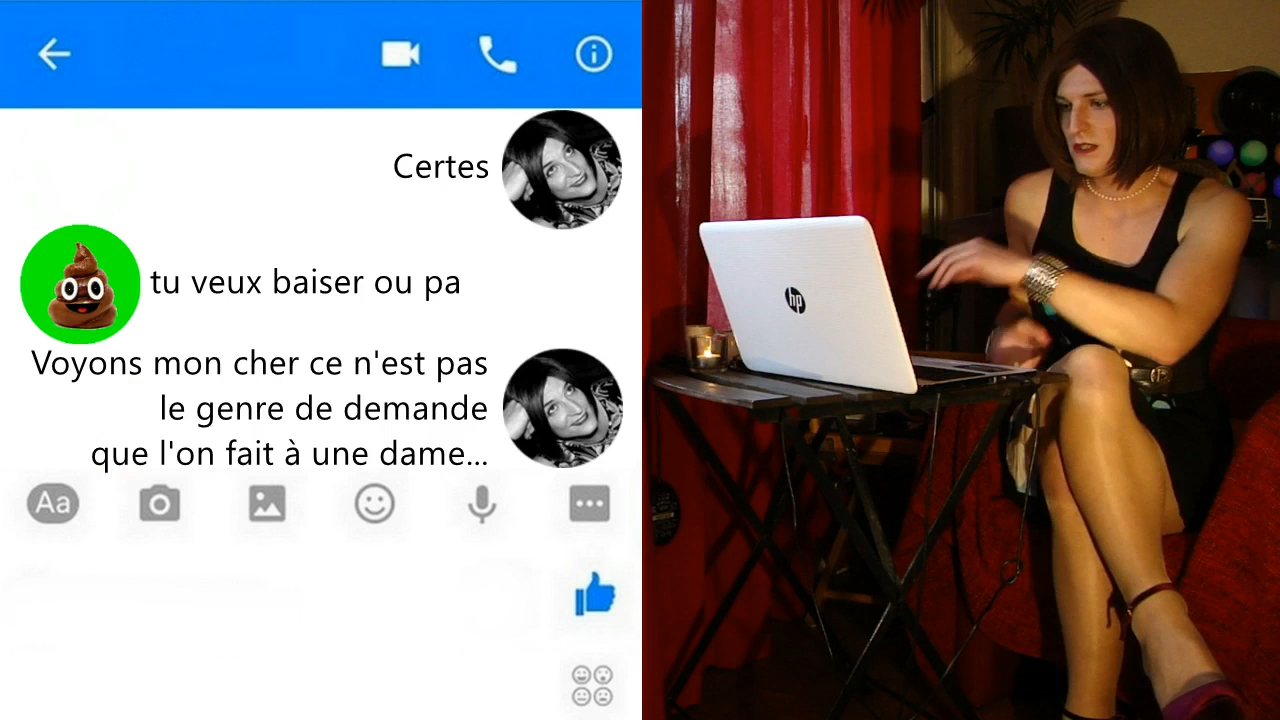 Certes
tu veux baiser ou pa
Voyons mon cher ce n'est pas
le genre de demande
que l'on fait à une dame...
Aa
hp